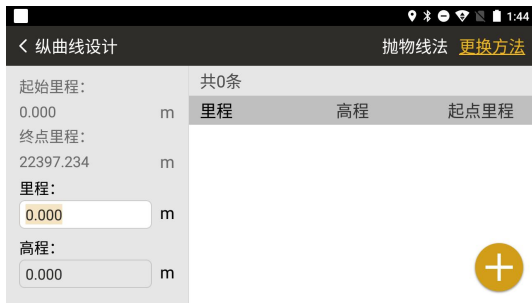 1:44
纵曲线设计 抛物线法 更换方法
起始里程：
0.000 m
终点里程：
22397.234 m
里程：
0.000 m
高程：
0.000 m
共0条
里程 高程 起点里程